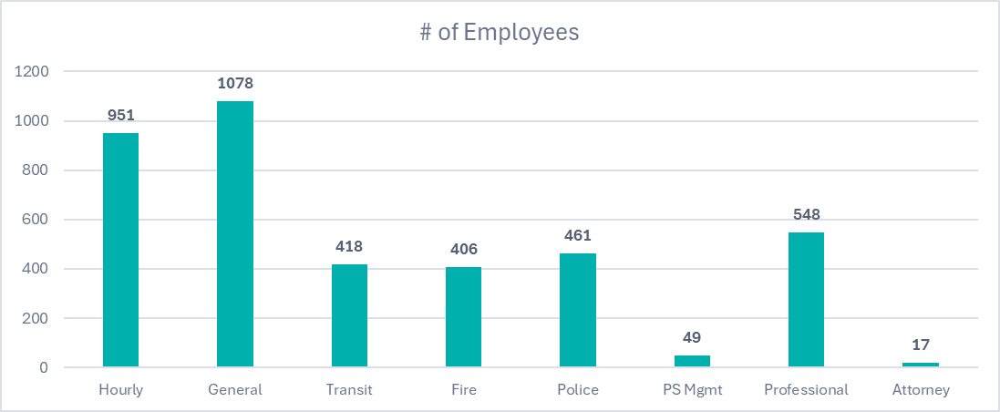 # of Employees
1200
1000
800
600
400
200
0
951
1078
418
406
461
49
548
17
Hourly
General
Transit
Fire
Police
PS Mgmt
Professional
Attorney